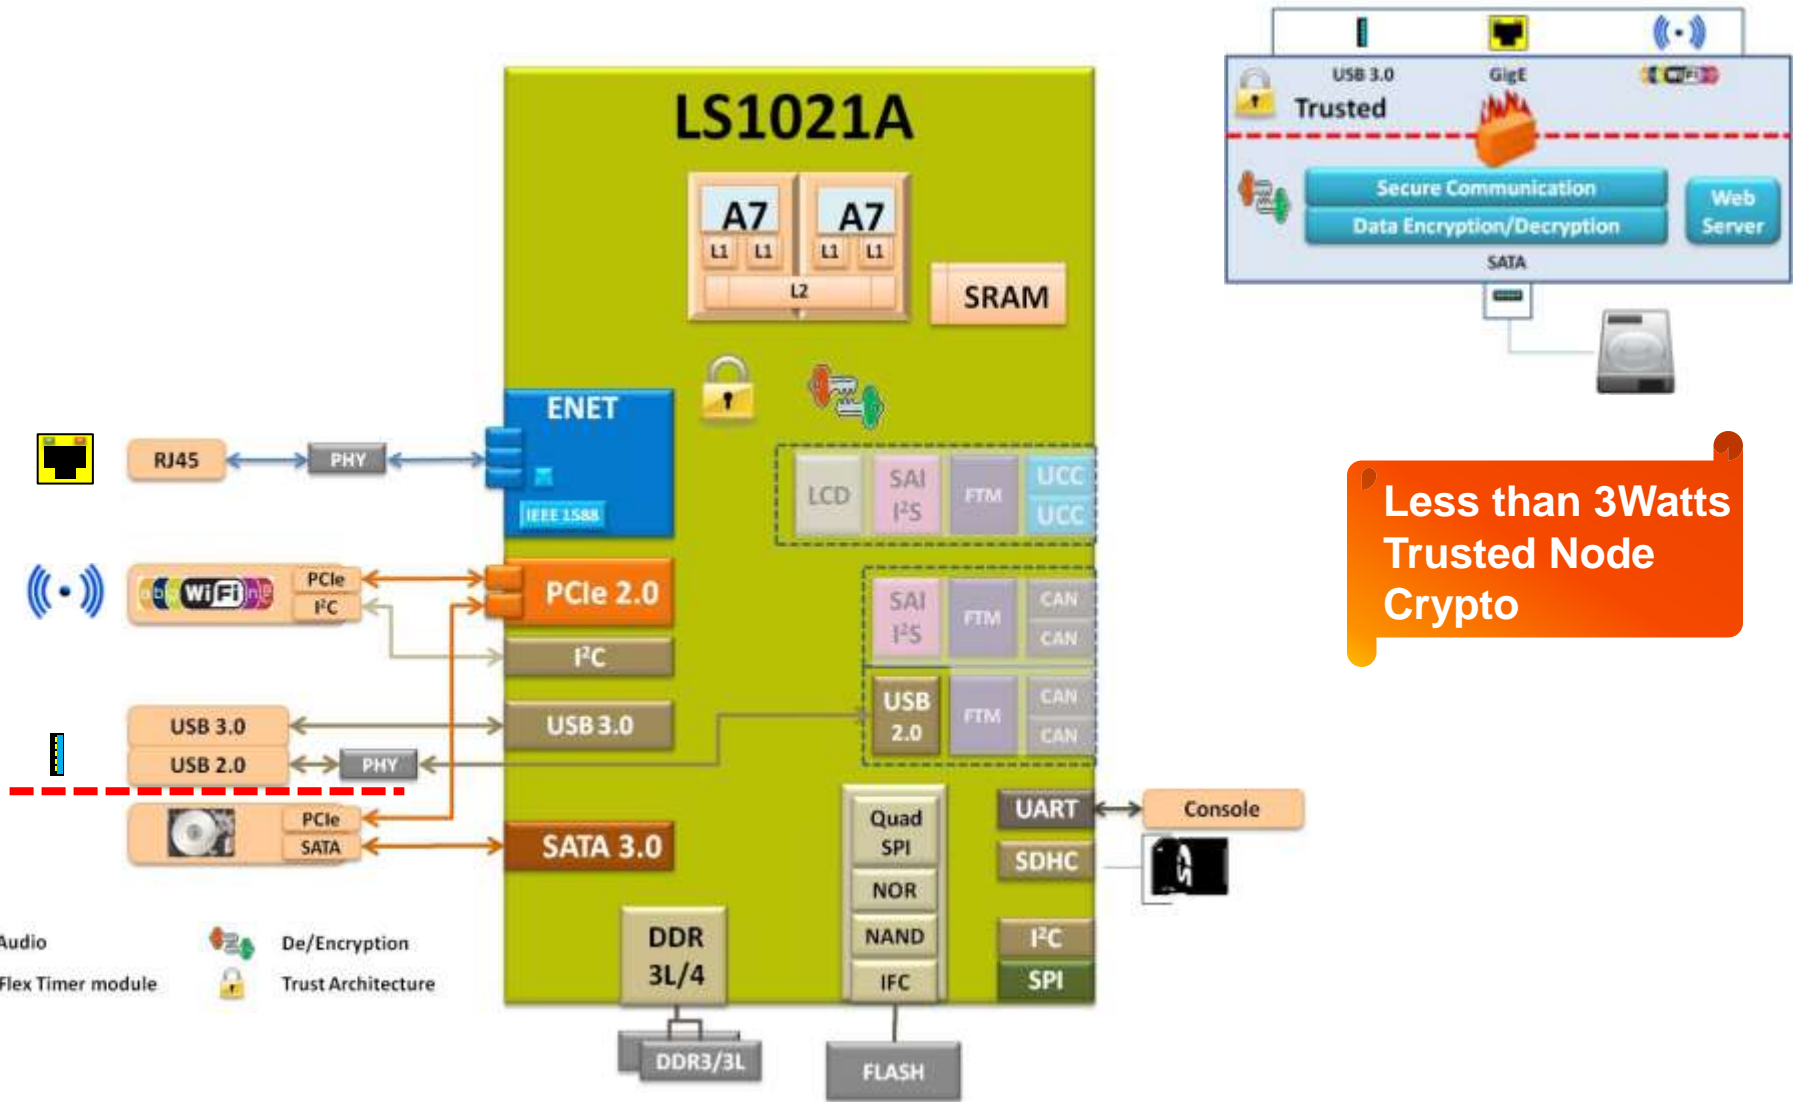 LS1021A
A7
A7
L1
L1
L1
L1
L2
SRAM
ENET
IEEE 1588
RJ45
PHY
LCD
SAI
I²S
FTM
UCC
UCC
WiFi
PCIe
I²C
PCIe 2.0
I²C
SAI
I²S
FTM
CAN
CAN
USB 3.0
USB 2.0
PHY
USB 3.0
USB
2.0
FTM
CAN
CAN
PCIe
SATA
SATA 3.0
Quad
SPI
NOR
NAND
IFC
UART
Console
SDHC
I²C
SPI
DDR
3L/4
DDR3/3L
FLASH
Audio
De/Encryption
Flex Timer module
Trust Architecture
USB 3.0
GigE
WiFi
Trusted
Secure Communication
Data Encryption/Decryption
Web
Server
SATA
Less than 3Watts
Trusted Node
Crypto